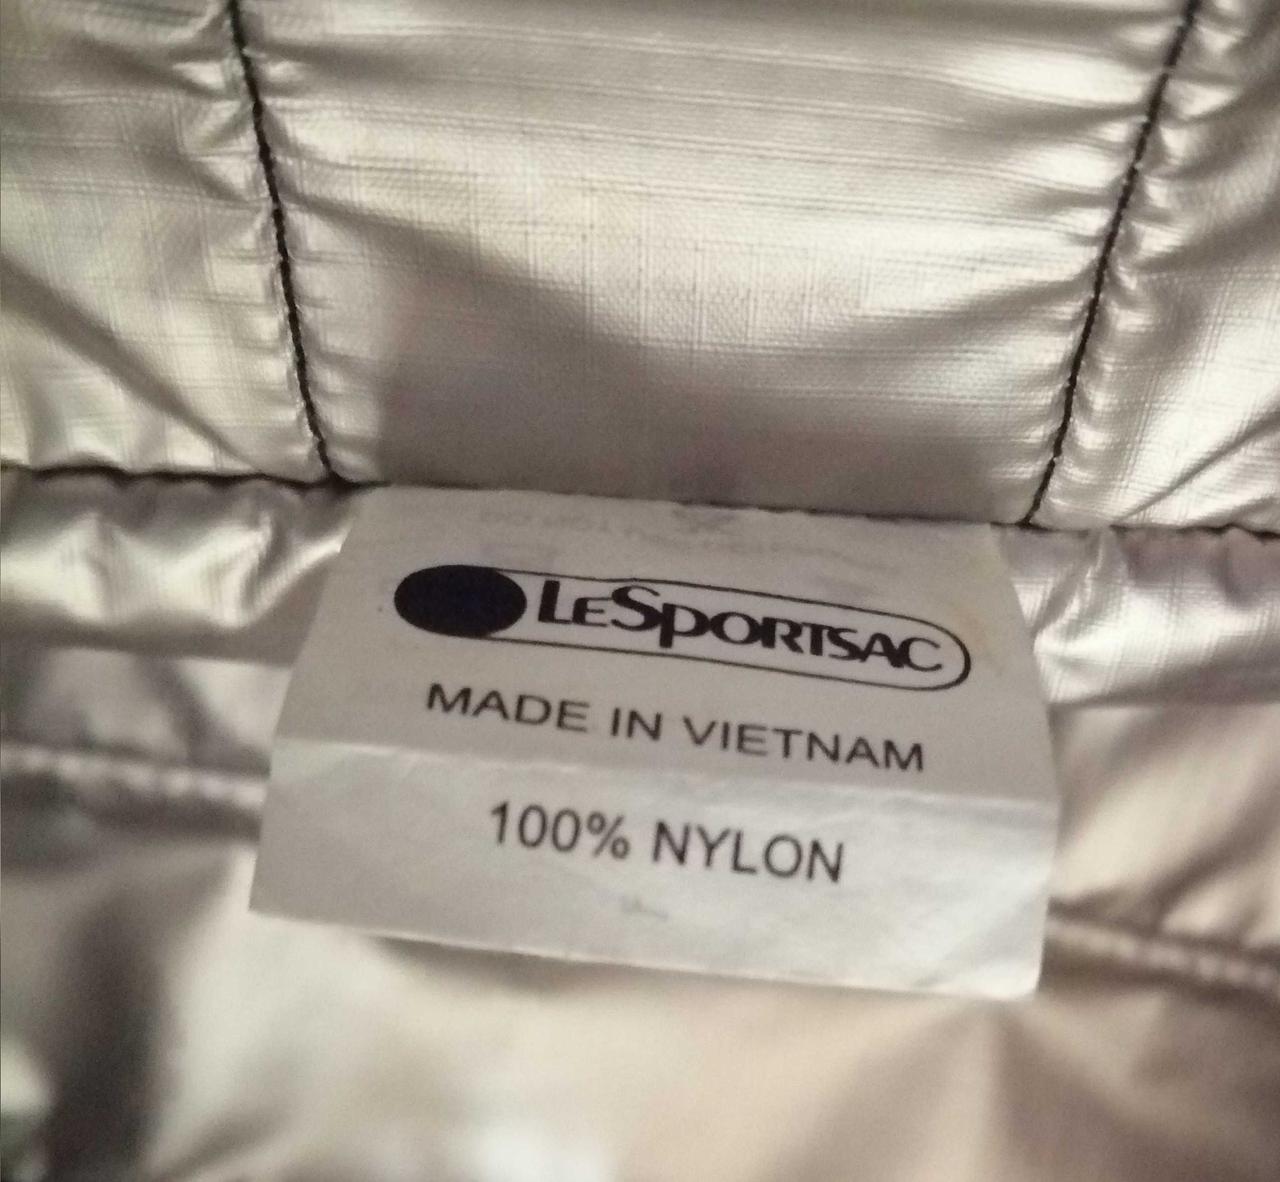 LeSportsac
MADE IN VIETNAM
100% NYLON